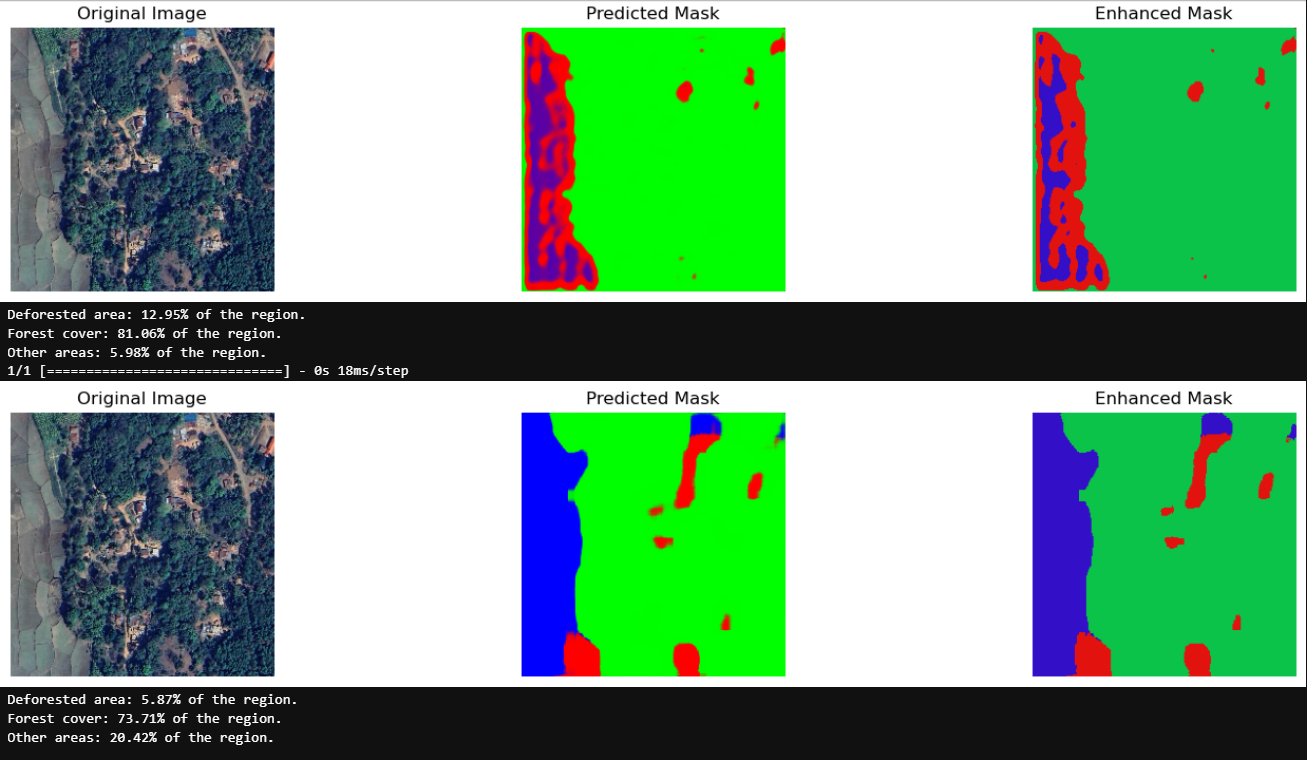 Original Image Predicted Mask Enhanced Mask
Deforested area: 12.95% of the region.
Forest cover: 81.06% of the region.
Other areas: 5.98% of the region.
1/1 [==============================] - 0s 18ms/step
Original Image Predicted Mask Enhanced Mask
Deforested area: 5.87% of the region.
Forest cover: 73.71% of the region.
Other areas: 20.42% of the region.